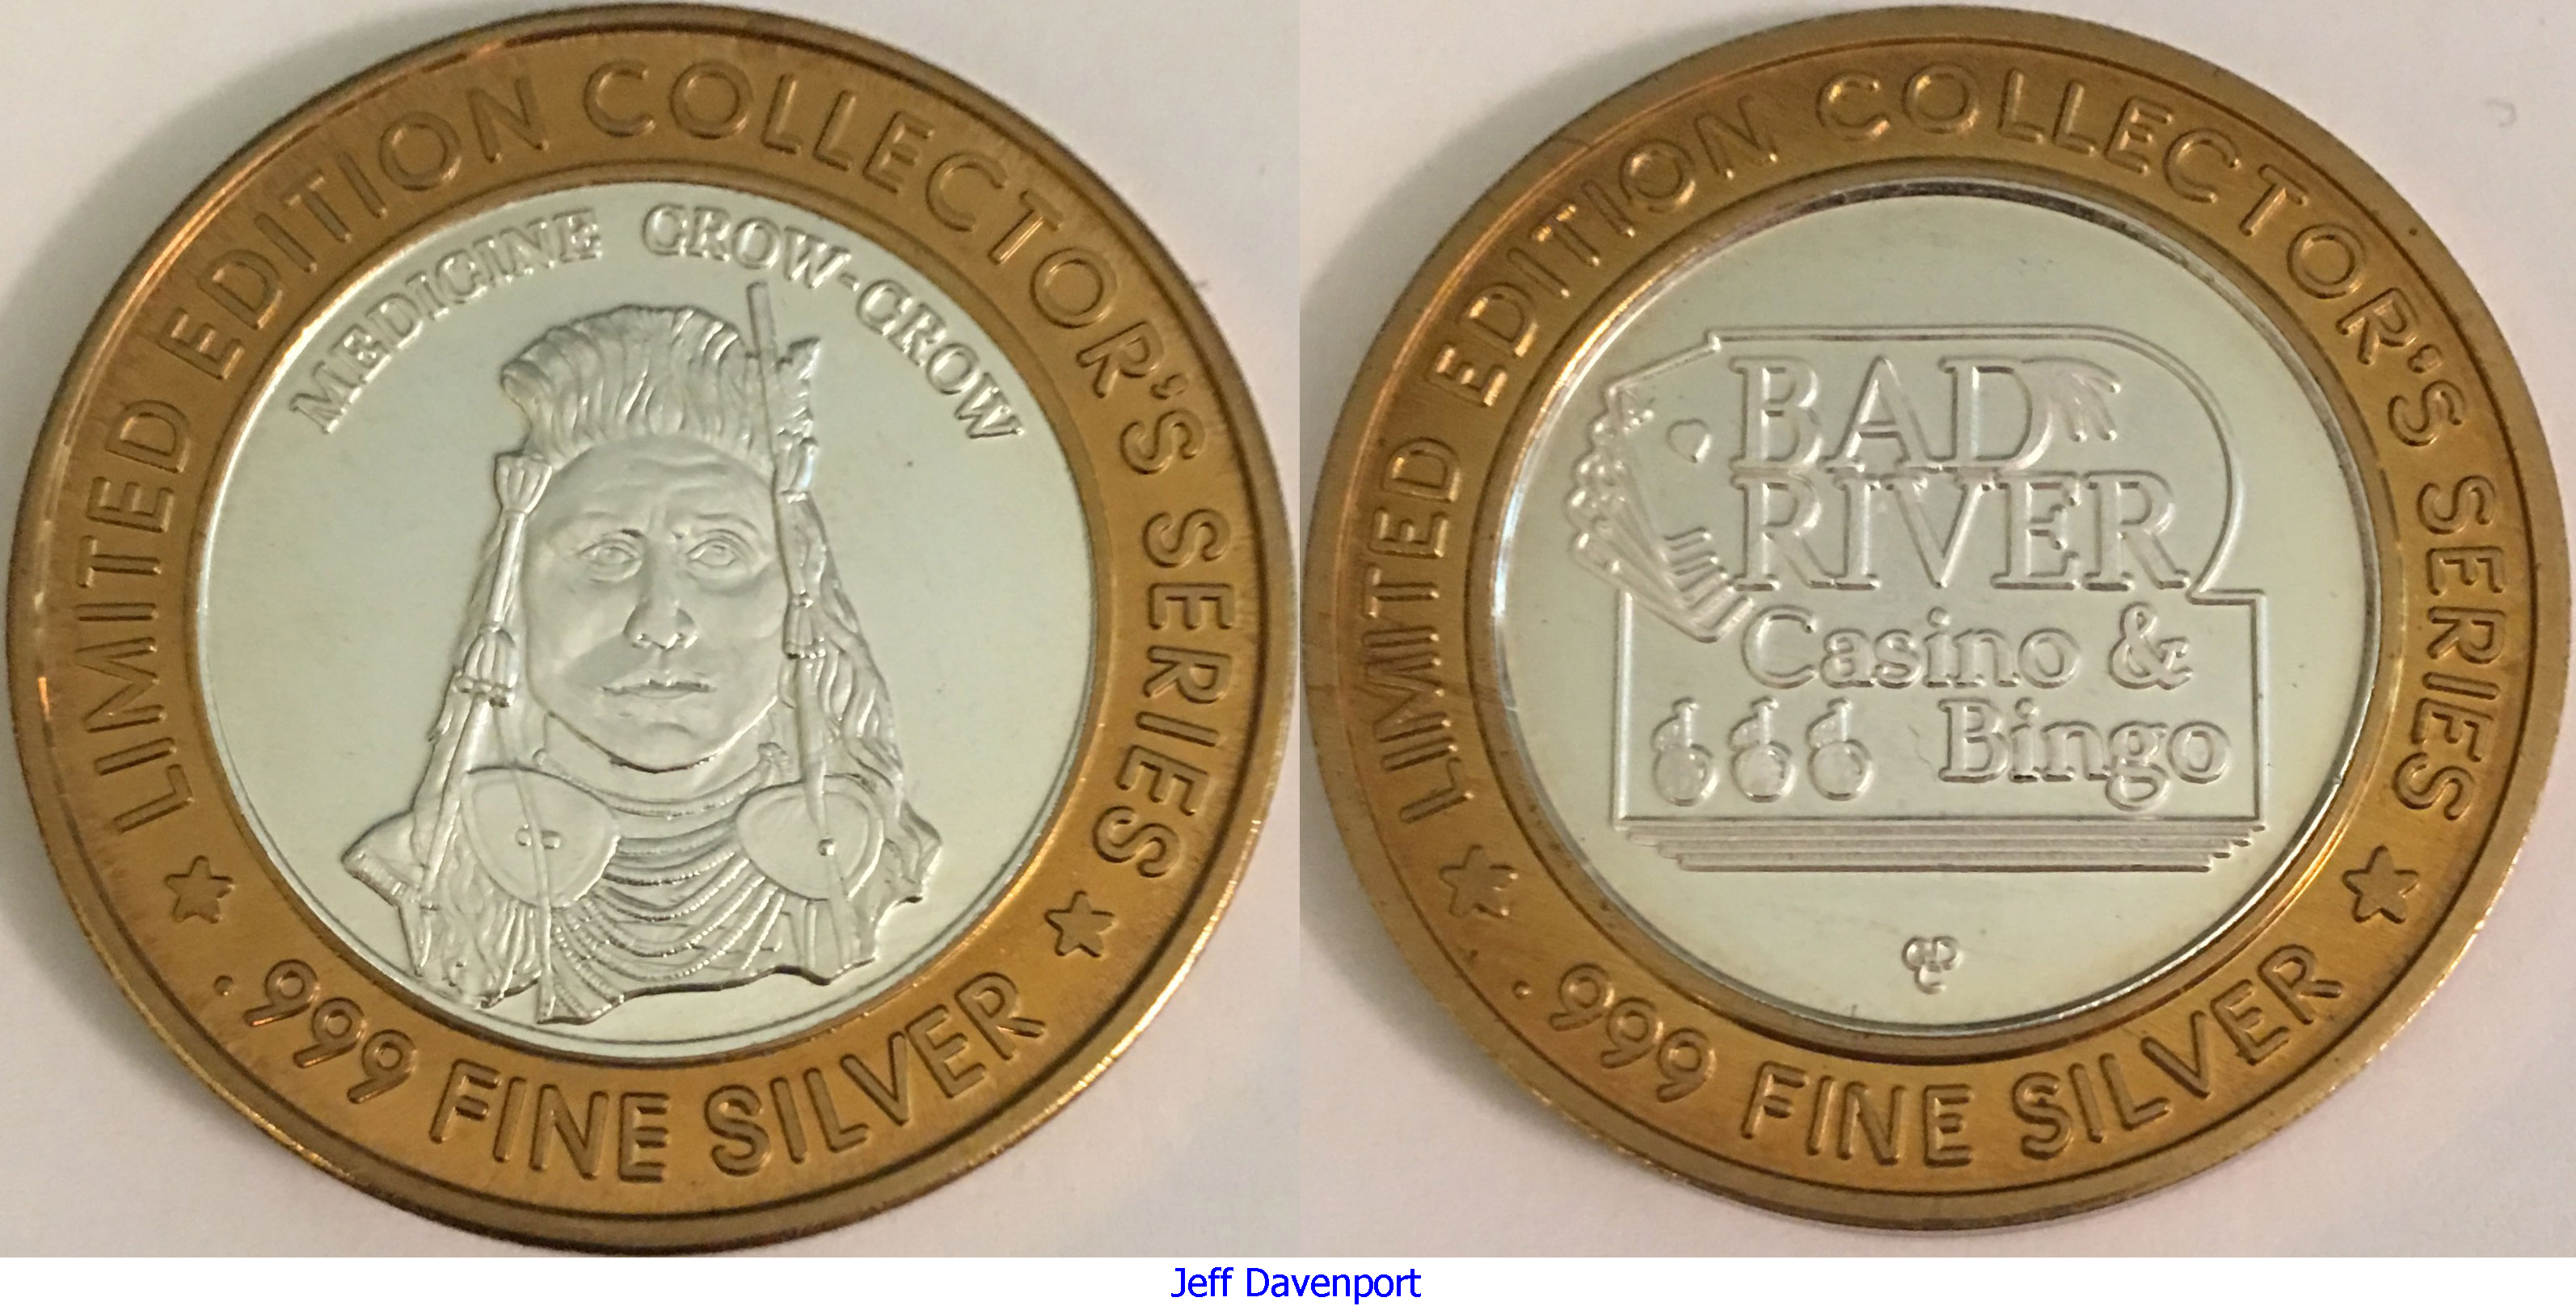 LIMITED EDITION COLLECTOR'S SERIES
MEDICINE CROW-CROW
.999 FINE SILVER
LIMITED EDITION COLLECTOR'S SERIES
BAD
RIVER
Casino &
Bingo
.999 FINE SILVER
Jeff Davenport